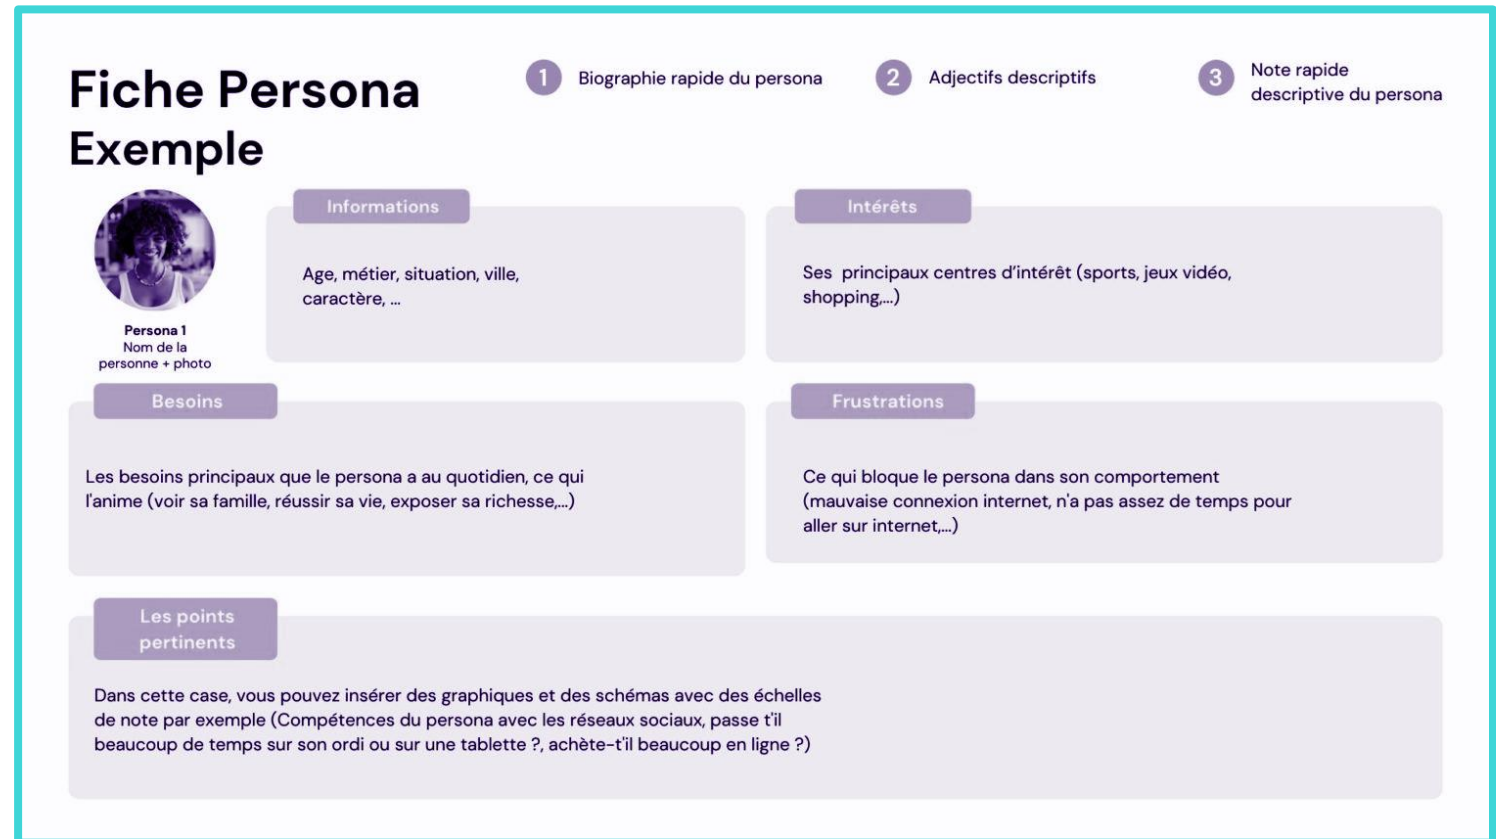 Fiche Persona
Exemple
1 Biographie rapide du persona
2 Adjectifs descriptifs
3 Note rapide
descriptive du persona
Persona 1
Nom de la
personne + photo
Informations
Age, métier, situation, ville,
caractère, ...
Intérêts
Ses  principaux centres d'intérêt (sports, jeux vidéo,
shopping,...)
Besoins
Les besoins principaux que le persona a au quotidien, ce qui
l'anime (voir sa famille, réussir sa vie, exposer sa richesse,...)
Frustrations
Ce qui bloque le persona dans son comportement
(mauvaise connexion internet, n'a pas assez de temps pour
aller sur internet,...)
Les points
pertinents
Dans cette case, vous pouvez insérer des graphiques et des schémas avec des échelles
de note par exemple (Compétences du persona avec les réseaux sociaux, passe t'il
beaucoup de temps sur son ordi ou sur une tablette ?, achète-t'il beaucoup en ligne ?)